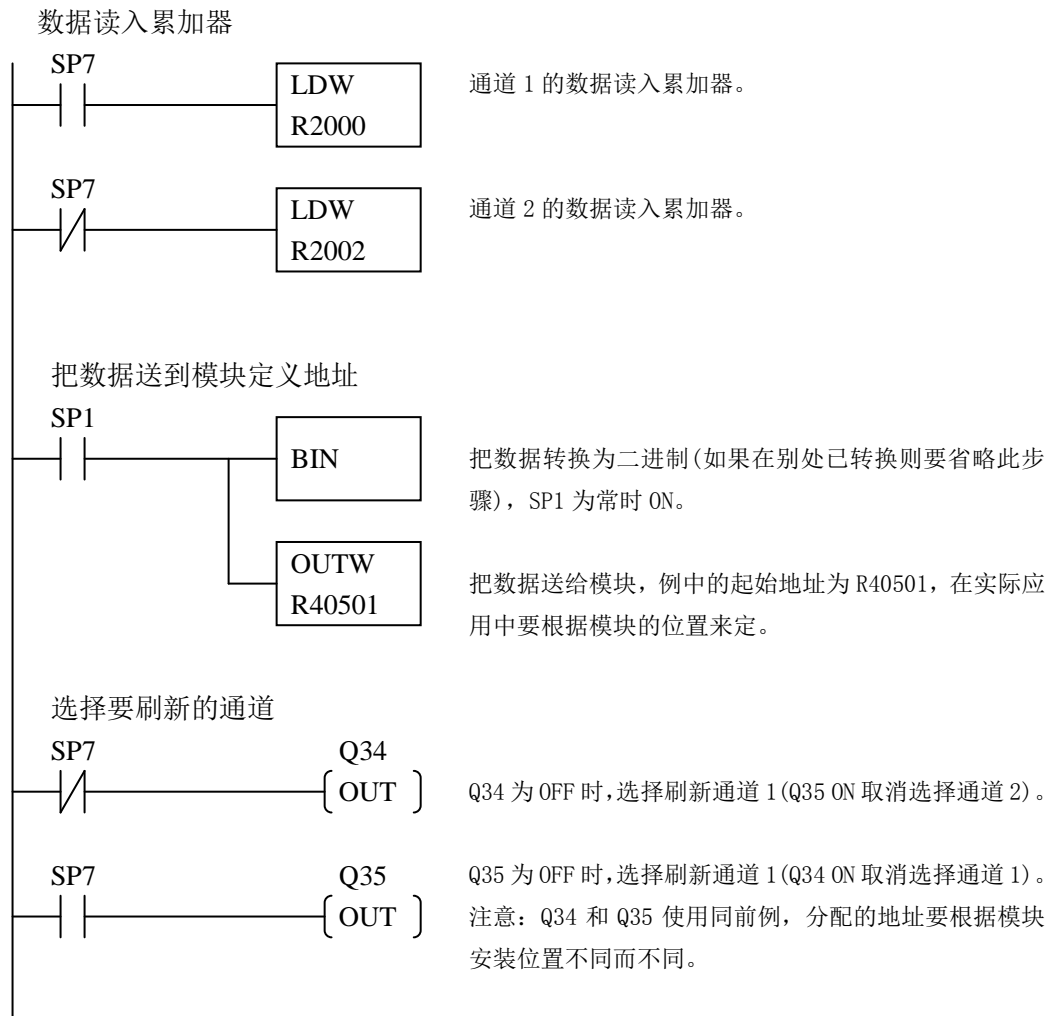 数据读入累加器
SP7
LDW
R2000
通道 1 的数据读入累加器。
SP7
LDW
R2002
通道 2 的数据读入累加器。
把数据送到模块定义地址
SP1
BIN
把数据转换为二进制(如果在别处已转换则要省略此步
骤)，SP1 为常时 ON。
OUTW
R40501
把数据送给模块，例中的起始地址为 R40501，在实际应
用中要根据模块的位置来定。
选择要刷新的通道
SP7
Q34
OUT
Q34 为 OFF 时，选择刷新通道 1(Q35 ON 取消选择通道 2)。
SP7
Q35
OUT
Q35 为 OFF 时，选择刷新通道 1(Q34 ON 取消选择通道 1)。
注意：Q34 和 Q35 使用同前例，分配的地址要根据模块
安装位置不同而不同。